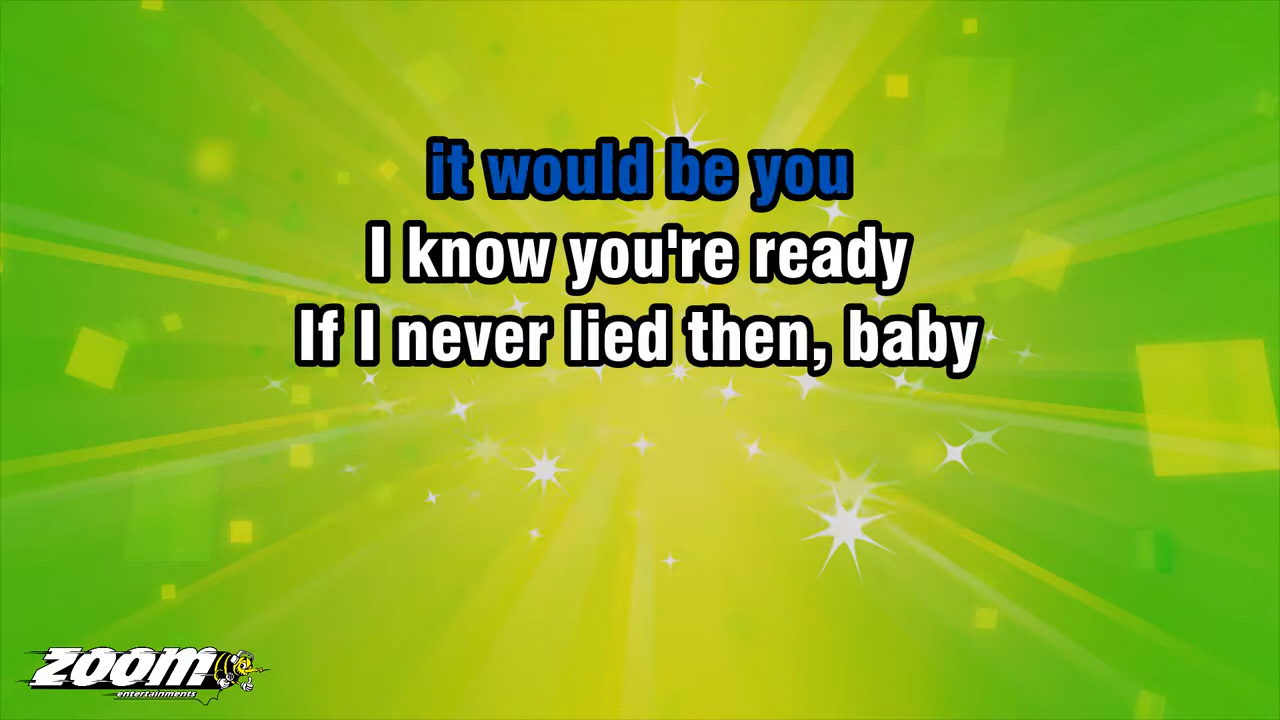 it would be you
I know you're ready
If I never lied then, baby
ZOOM
entertainments